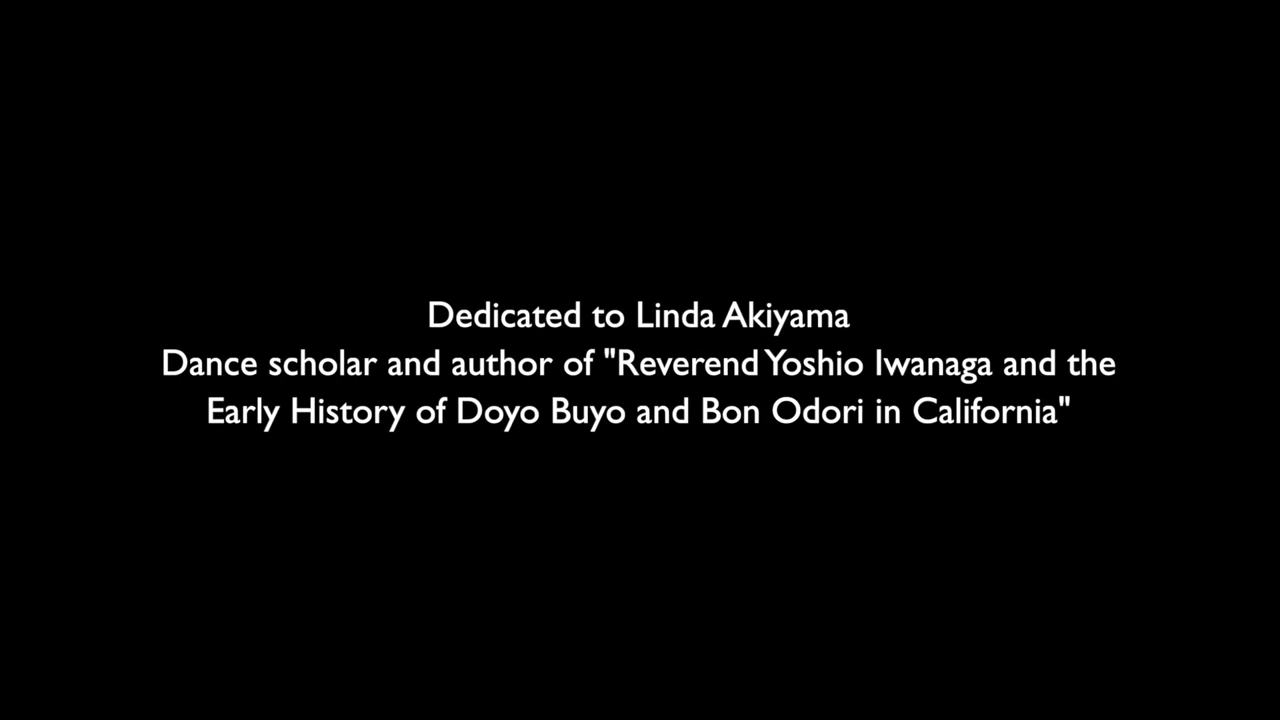 Dedicated to Linda Akiyama
Dance scholar and author of "Reverend Yoshio Iwanaga and the
Early History of Doyo Buyo and Bon Odori in California"